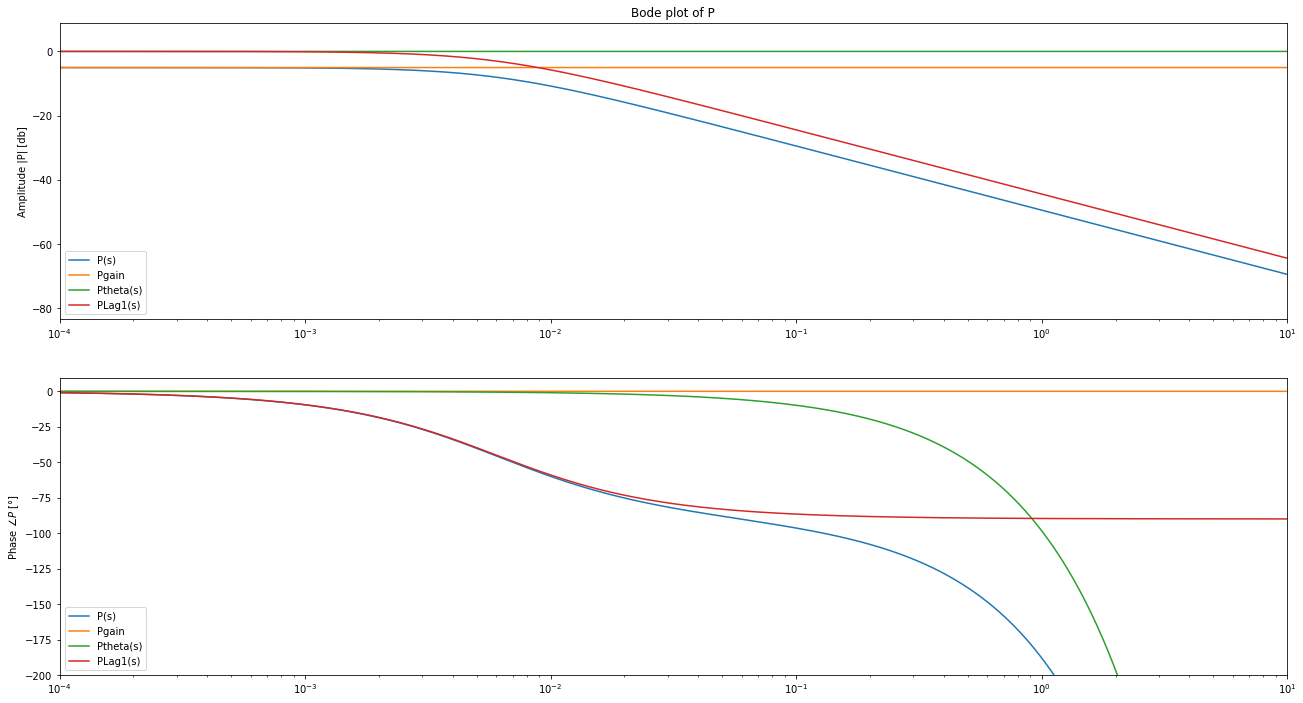 Bode plot of P
Amplitude |P| [db]
0
−20
−40
−60
−80
P(s)
Pgain
Ptheta(s)
PLag1(s)
10⁻⁴
10⁻³
10⁻²
10⁻¹
10⁰
10¹
Phase ∠P [°]
0
−25
−50
−75
−100
−125
−150
−175
−200
P(s)
Pgain
Ptheta(s)
PLag1(s)
10⁻⁴
10⁻³
10⁻²
10⁻¹
10⁰
10¹